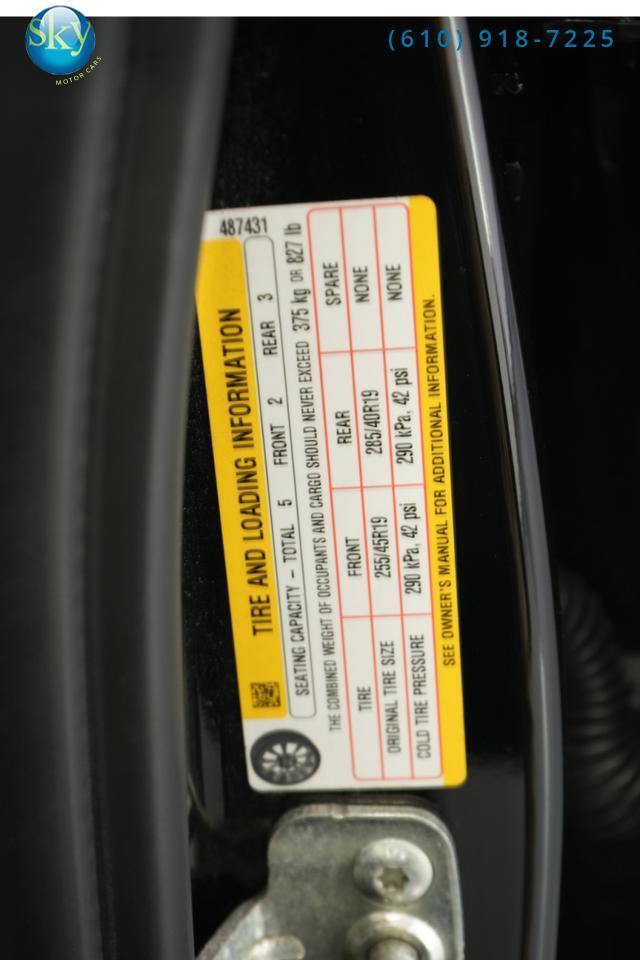 Sky
MOTOR CARS
(610) 918-7225
487431
TIRE AND LOADING INFORMATION
SEATING CAPACITY – TOTAL 5 FRONT 2 REAR 3
THE COMBINED WEIGHT OF OCCUPANTS AND CARGO SHOULD NEVER EXCEED 375 kg OR 827 lb
TIRE FRONT REAR SPARE
ORIGINAL TIRE SIZE 255/45R19 285/40R19 NONE
COLD TIRE PRESSURE 290 kPa, 42 psi 290 kPa, 42 psi NONE
SEE OWNER'S MANUAL FOR ADDITIONAL INFORMATION.